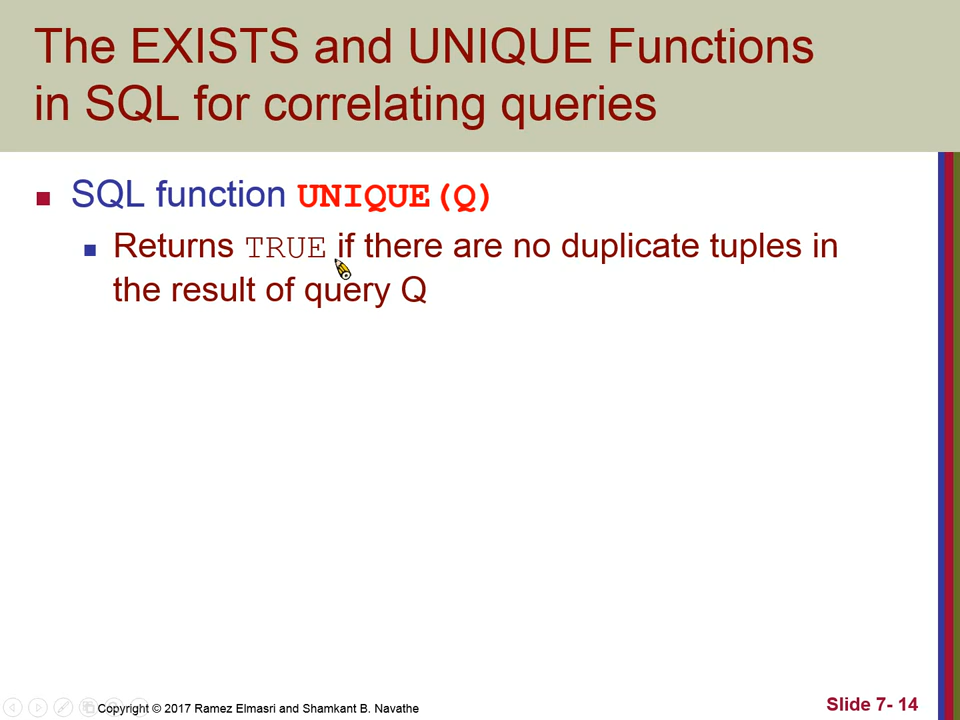 The EXISTS and UNIQUE Functions
in SQL for correlating queries
SQL function UNIQUE(Q)
Returns TRUE if there are no duplicate tuples in
the result of query Q
Copyright © 2017 Ramez Elmasri and Shamkant B. Navathe
Slide 7- 14